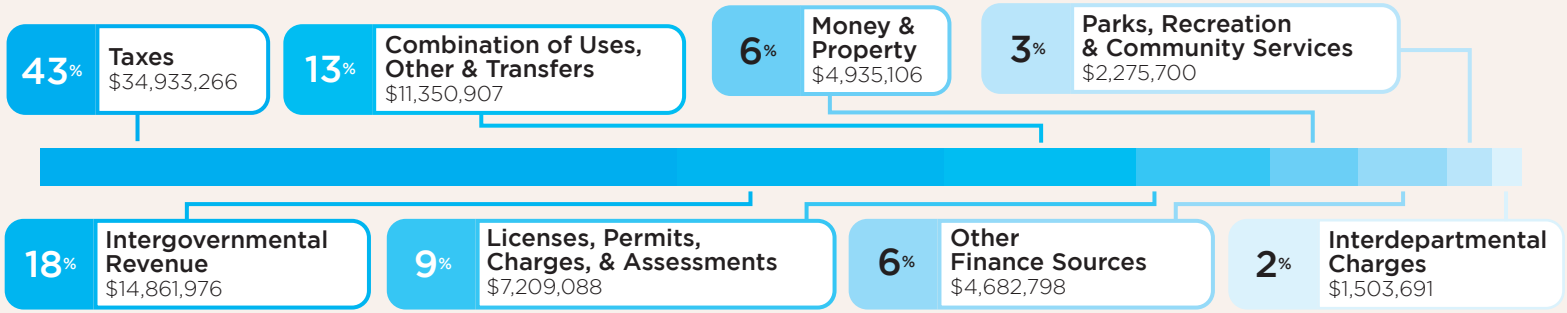 43%
Taxes
$34,933,266
13%
Combination of Uses,
Other & Transfers
$11,350,907
6%
Money &
Property
$4,935,106
3%
Parks, Recreation
& Community Services
$2,275,700
18%
Intergovernmental
Revenue
$14,861,976
9%
Licenses, Permits,
Charges, & Assessments
$7,209,088
6%
Other
Finance Sources
$4,682,798
2%
Interdepartmental
Charges
$1,503,691